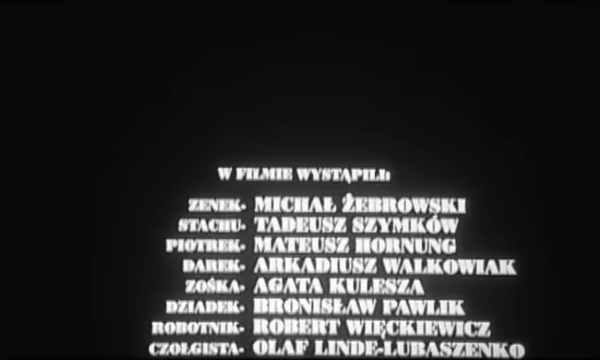 W FILMIE WYSTĄPILI:
ZENEK- MICHAŁ ŻEBROWSKI
STACHU- TADEUSZ SZYMKÓW
PIOTREK- MATEUSZ HORNUNG
DAREK- ARKADIUSZ WALKOWIAK
ZOŚKA- AGATA KULESZA
DZIADEK- BRONISŁAW PAWLIK
ROBOTNIK- ROBERT WIĘCKIEWICZ
CZOŁGISTA- OLAF LINDE-LUBASZENKO